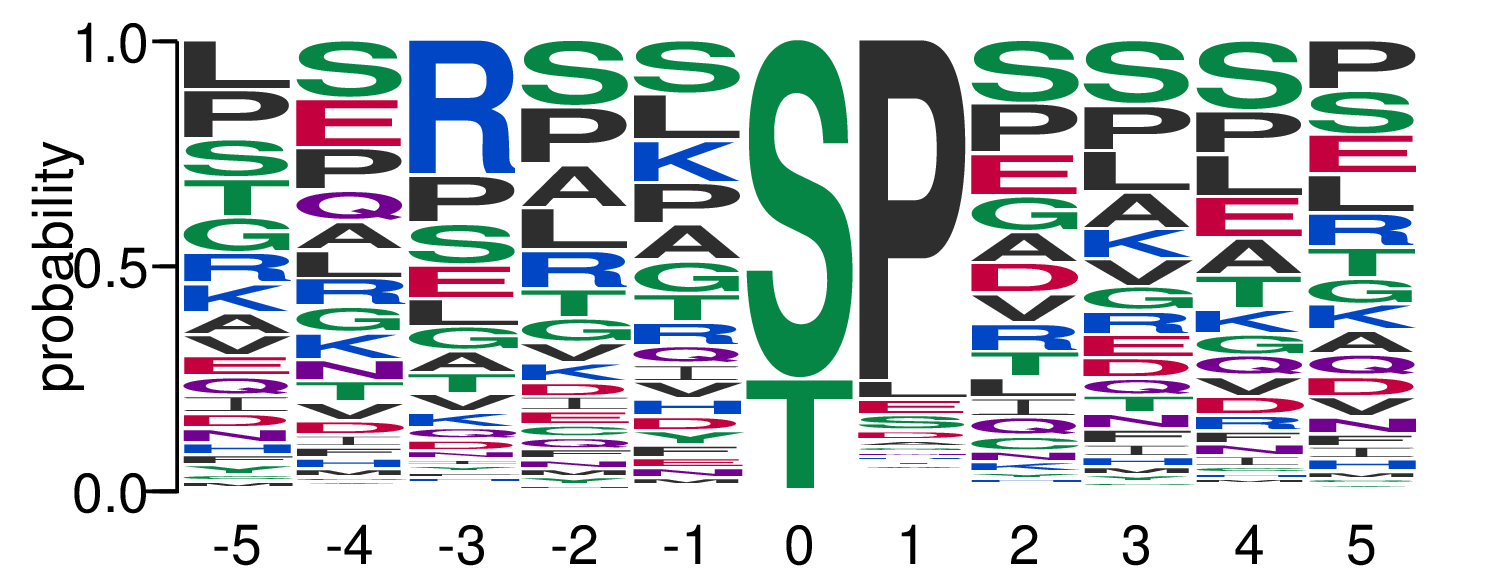 probability
1.0
0.5
0.0
L P S T G R K A V E Q I D N H F Y
S E P Q A L R G K N T V D I F H M
R P S E L G A T V K Q D N
S P A L R T G V K D I E C Q F N M Y
S L K P A G T R Q I V H D Y F E N M
S T
P L E S D
S P E G A D V R T L I Q C N F K M
S P L A K V G R E D Q T N F I H M Y
S P L E A T K G Q V D R F N I H
P S E L R T G K A Q D V N F I H M
-5 -4 -3 -2 -1 0 1 2 3 4 5